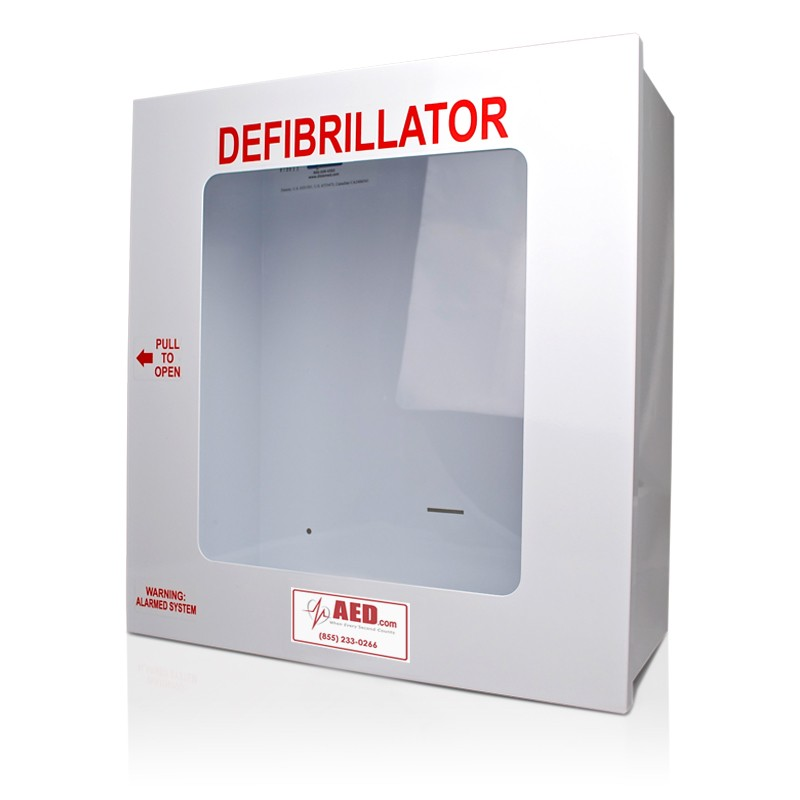 DEFIBRILLATOR
PULL
TO
OPEN
WARNING:
ALARMED SYSTEM
AED.com
When Every Second Counts
(855) 233-0266